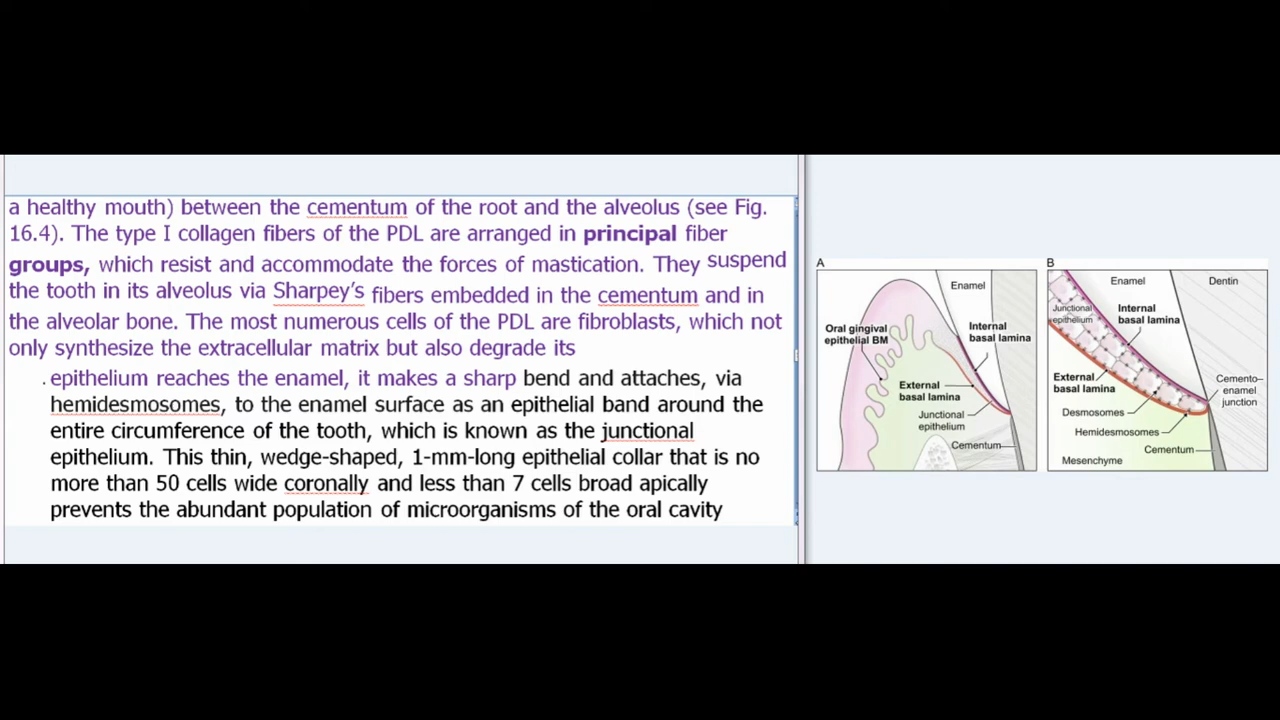 a healthy mouth) between the cementum of the root and the alveolus (see Fig.
16.4). The type I collagen fibers of the PDL are arranged in principal fiber
groups, which resist and accommodate the forces of mastication. They suspend
the tooth in its alveolus via Sharpey's fibers embedded in the cementum and in
the alveolar bone. The most numerous cells of the PDL are fibroblasts, which not
only synthesize the extracellular matrix but also degrade its
epithelium reaches the enamel, it makes a sharp bend and attaches, via
hemidesmosomes, to the enamel surface as an epithelial band around the
entire circumference of the tooth, which is known as the junctional
epithelium. This thin, wedge-shaped, 1-mm-long epithelial collar that is no
more than 50 cells wide coronally and less than 7 cells broad apically
prevents the abundant population of microorganisms of the oral cavity
A
Enamel
Oral gingival
epithelial BM
Internal
basal lamina
External
basal lamina
Junctional
epithelium
Cementum
B
Enamel
Dentin
Junctional
epithelium
Internal
basal lamina
External
basal lamina
Cemento–
enamel
junction
Desmosomes
Hemidesmosomes
Cementum
Mesenchyme